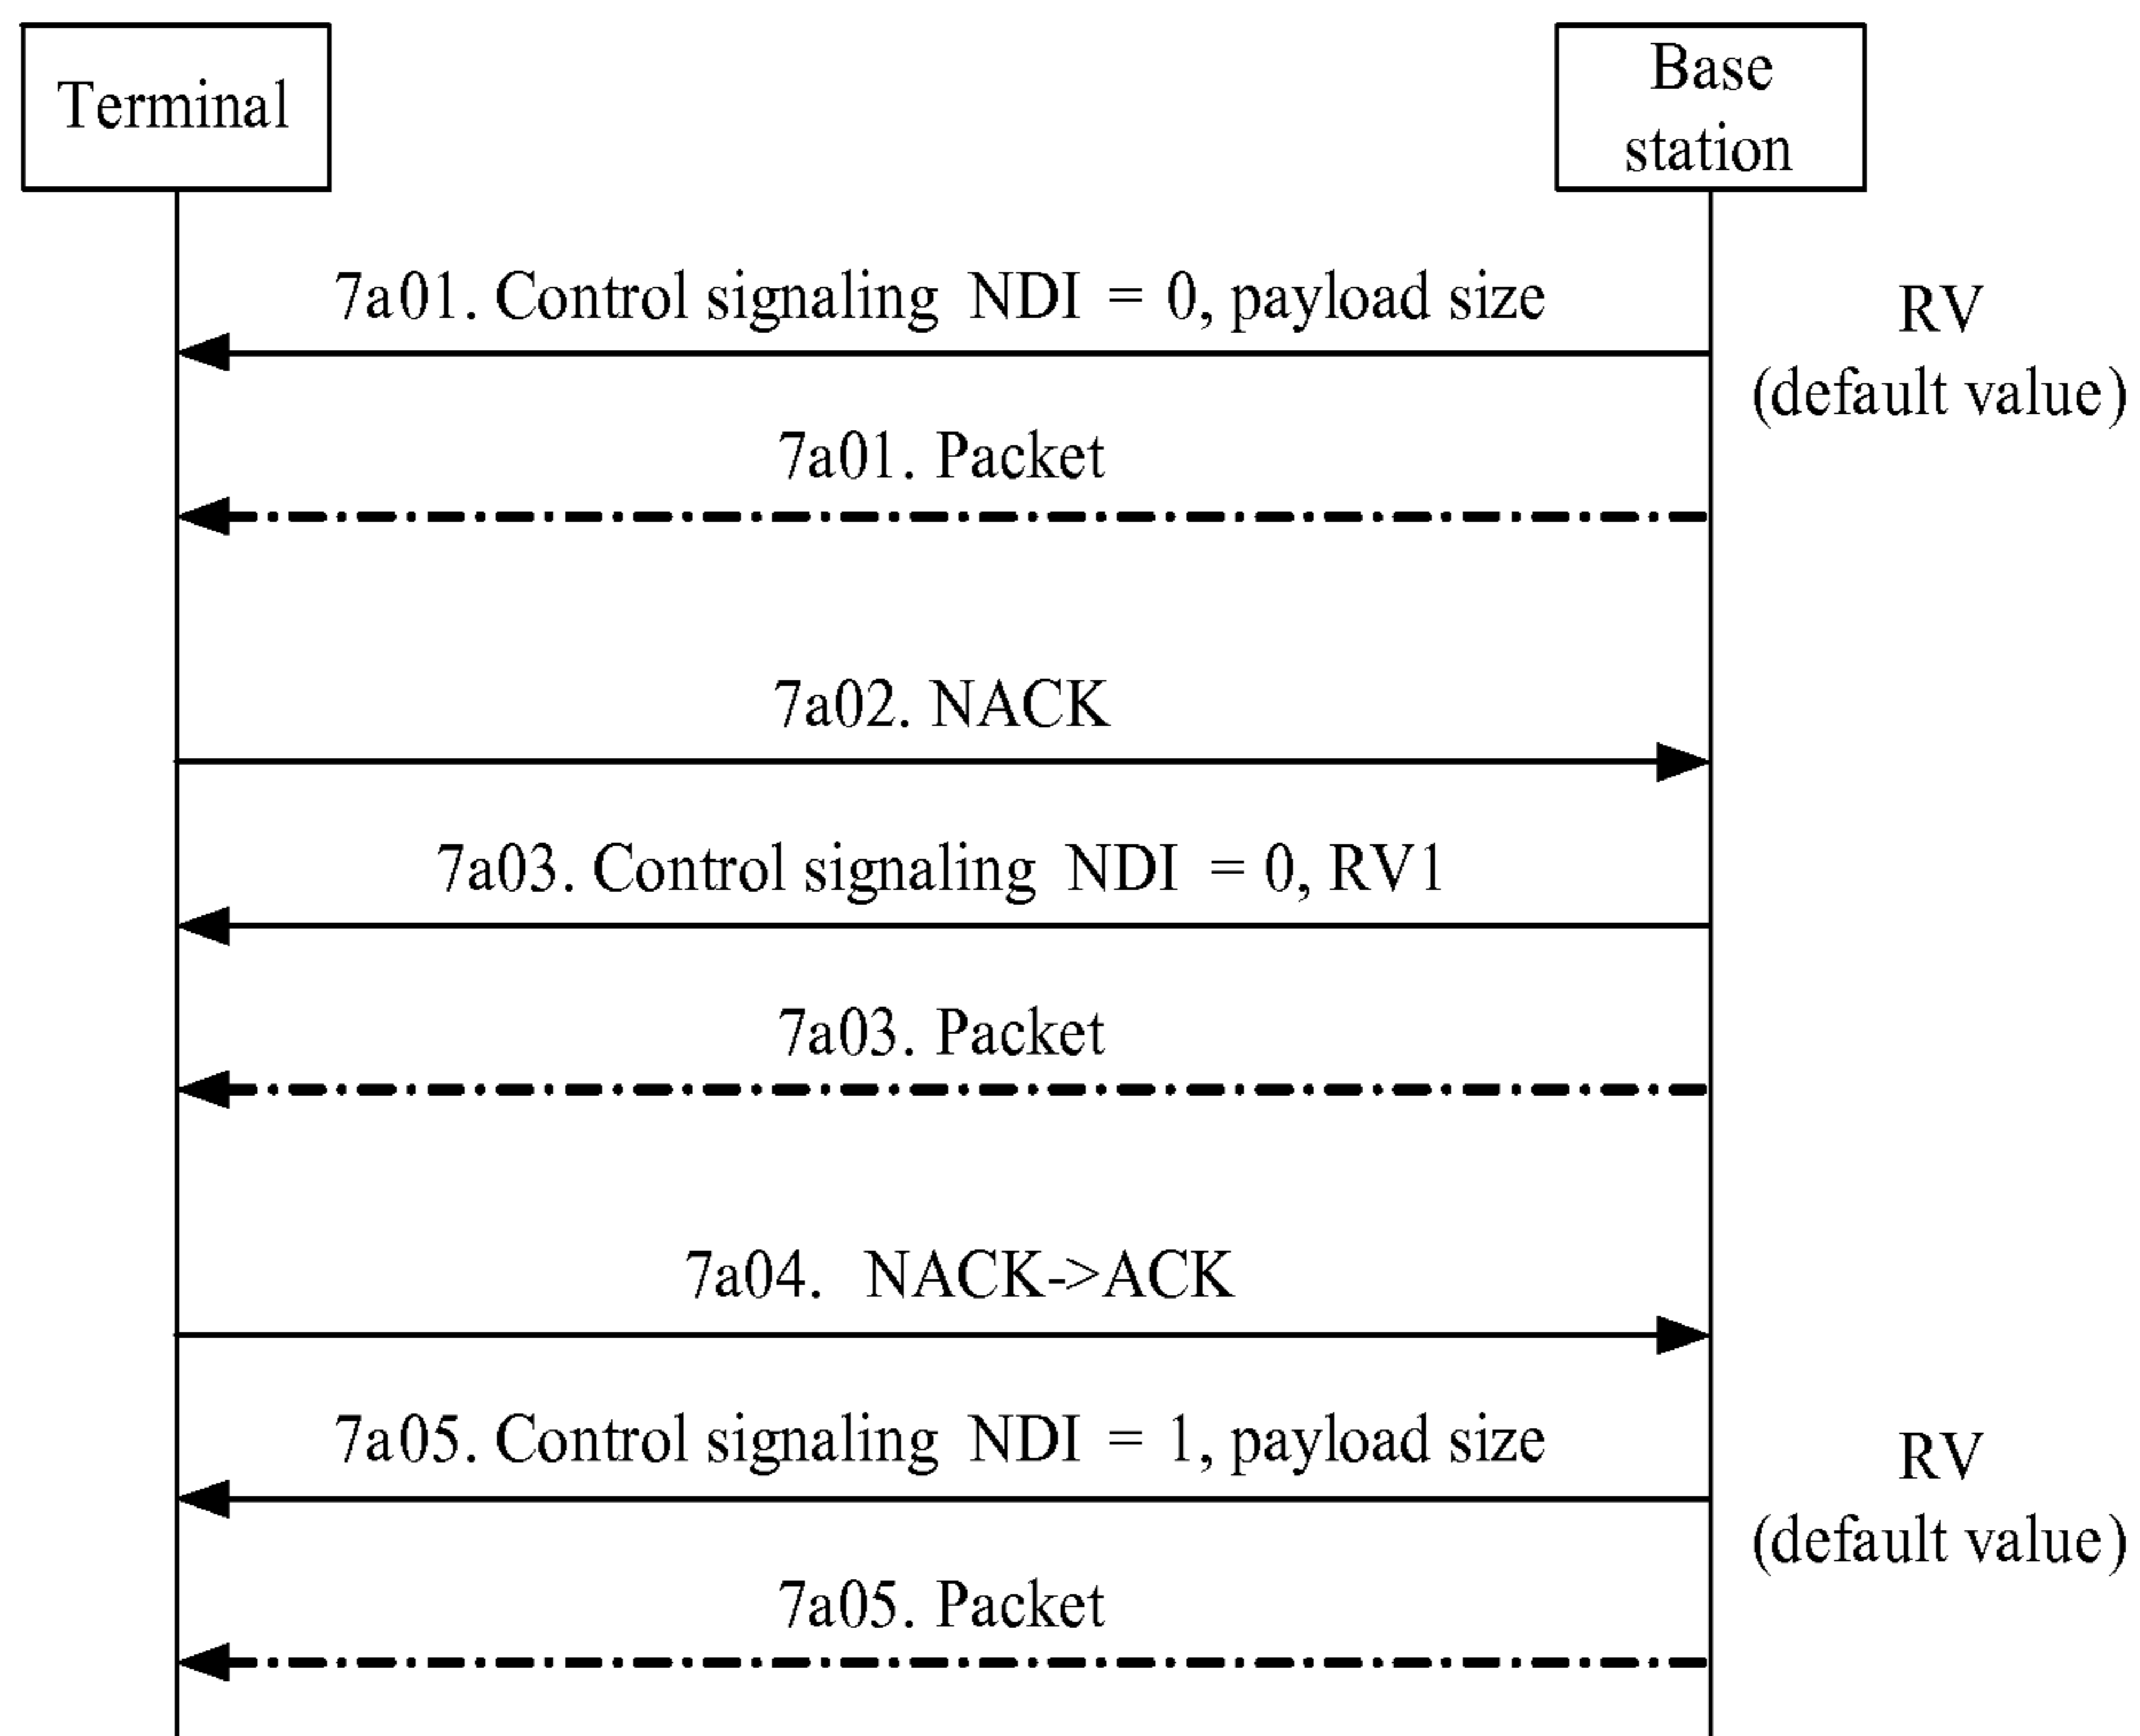 Terminal
Base
station
7a01. Control signaling NDI = 0, payload size
RV
(default value)
7a01. Packet
7a02. NACK
7a03. Control signaling NDI = 0, RV1
7a03. Packet
7a04. NACK->ACK
7a05. Control signaling NDI = 1, payload size
RV
(default value)
7a05. Packet